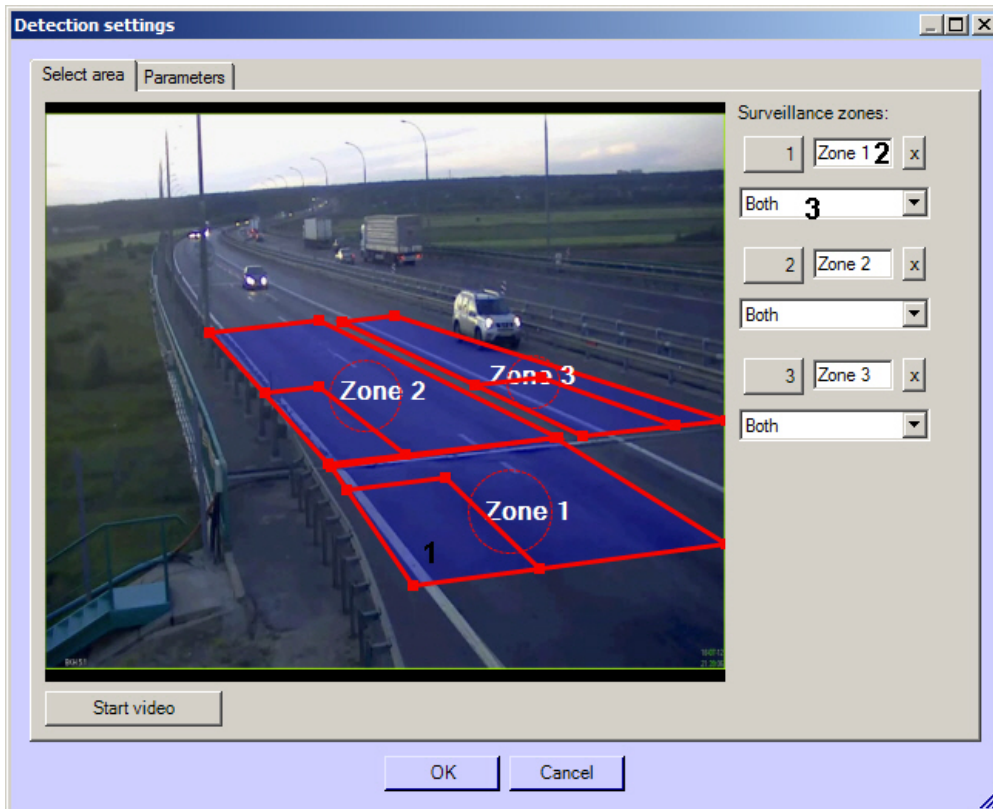 Detection settings
Select area
Parameters
Surveillance zones:
1 Zone 1 2 x
Both 3
2 Zone 2 x
Both
3 Zone 3 x
Both
Zone 3
Zone 2
Zone 1
1
Start video
OK
Cancel